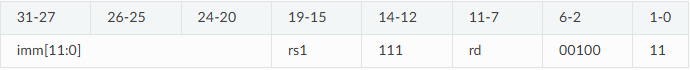 31-27 26-25 24-20 19-15 14-12 11-7 6-2 1-0
imm[11:0] rs1 111 rd 00100 11